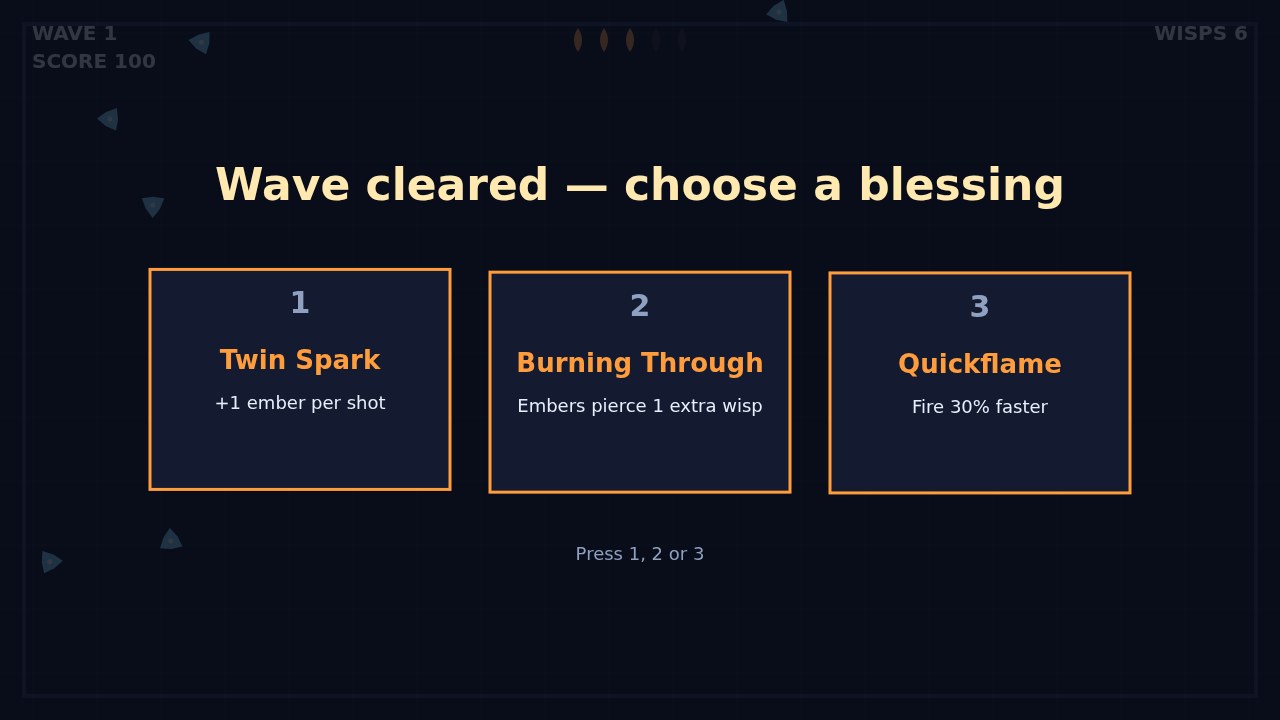 WAVE 1
WISPS 6
SCORE 100
Wave cleared — choose a blessing
1
Twin Spark
+1 ember per shot
2
Burning Through
Embers pierce 1 extra wisp
3
Quickflame
Fire 30% faster
Press 1, 2 or 3